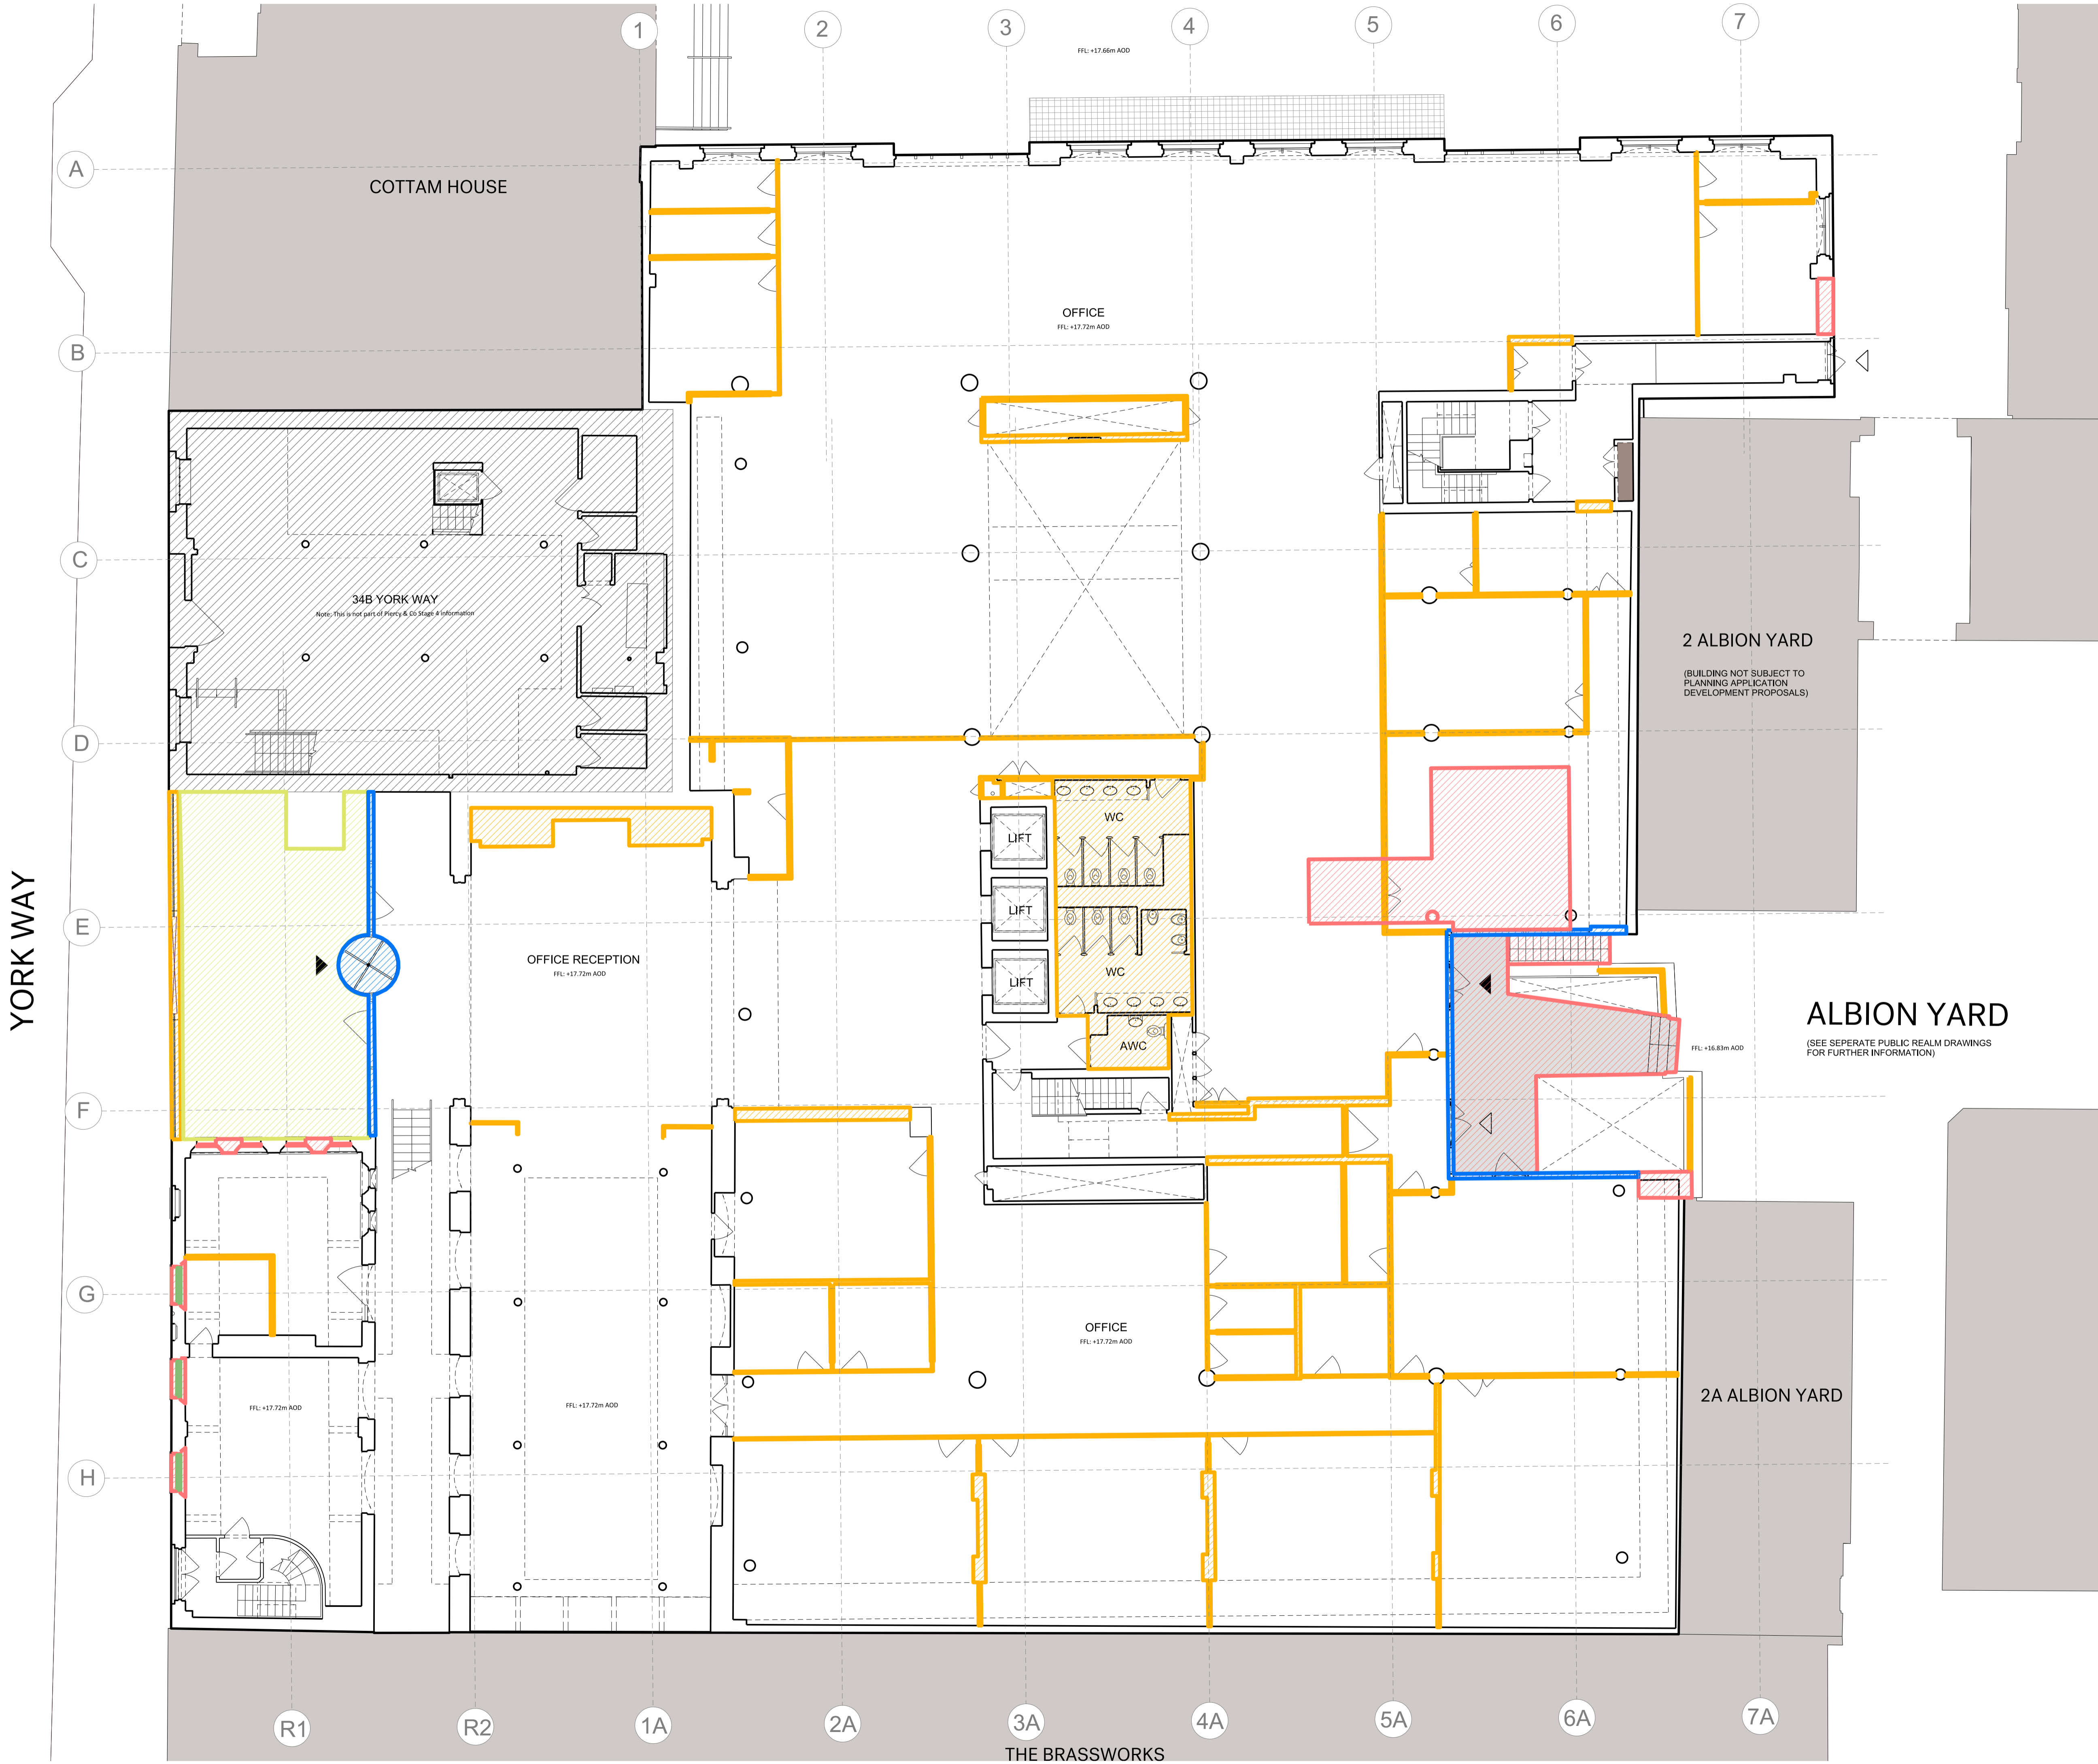 1
2
3
4
5
6
7
FFL: +17.66m AOD
A
COTTAM HOUSE
OFFICE
FFL: +17.72m AOD
B
C
34B YORK WAY
Note: This is not part of Piercy & Co Stage 4 information
2 ALBION YARD
(BUILDING NOT SUBJECT TO
PLANNING APPLICATION
DEVELOPMENT PROPOSALS)
D
WC
LIFT
LIFT
E
YORK WAY
OFFICE RECEPTION
FFL: +17.72m AOD
WC
LIFT
AWC
ALBION YARD
(SEE SEPERATE PUBLIC REALM DRAWINGS
FOR FURTHER INFORMATION)
FFL: +16.83m AOD
F
G
OFFICE
FFL: +17.72m AOD
FFL: +17.72m AOD
FFL: +17.72m AOD
2A ALBION YARD
H
R1
R2
1A
2A
3A
4A
5A
6A
7A
THE BRASSWORKS